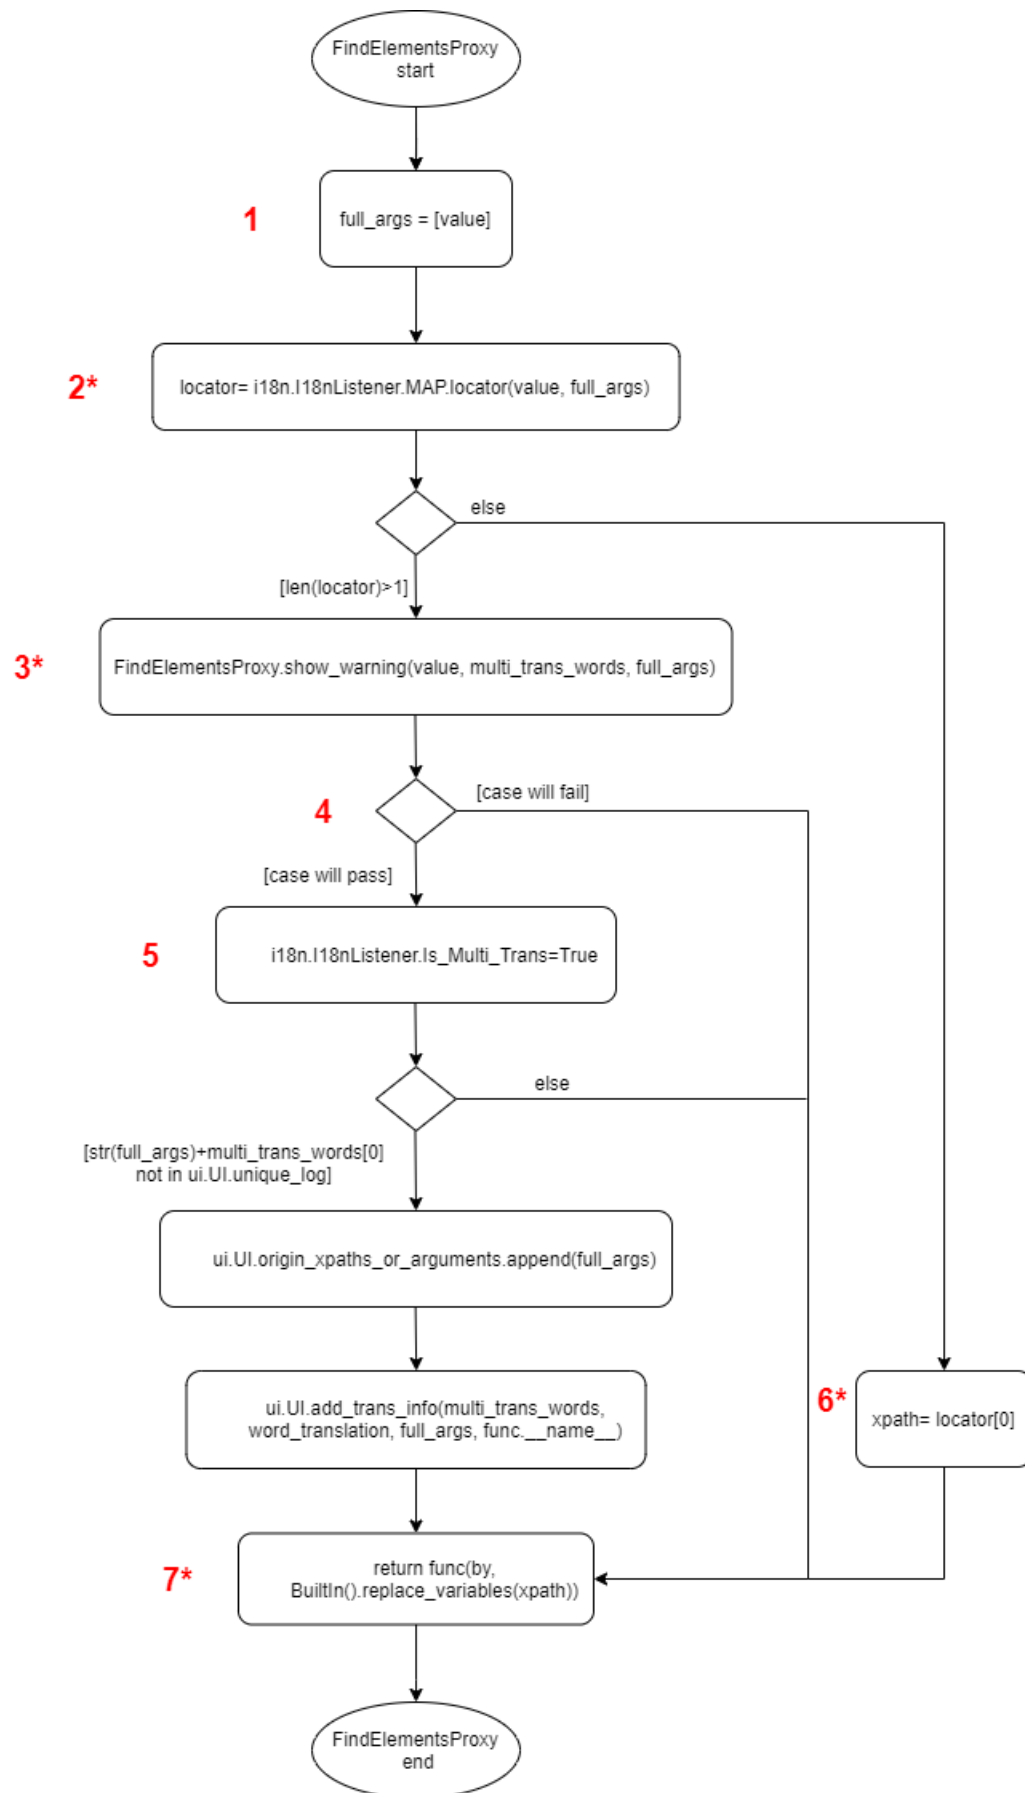 FindElementsProxy
start
1
full_args = [value]
2*
locator= i18n.I18nListener.MAP.locator(value, full_args)
else
[len(locator)>1]
3*
FindElementsProxy.show_warning(value, multi_trans_words, full_args)
4
[case will fail]
[case will pass]
5
i18n.I18nListener.Is_Multi_Trans=True
else
[str(full_args)+multi_trans_words[0]
not in ui.UI.unique_log]
ui.UI.origin_xpaths_or_arguments.append(full_args)
ui.UI.add_trans_info(multi_trans_words,
word_translation, full_args, func.__name__)
6*
xpath= locator[0]
7*
return func(by,
BuiltIn().replace_variables(xpath))
FindElementsProxy
end